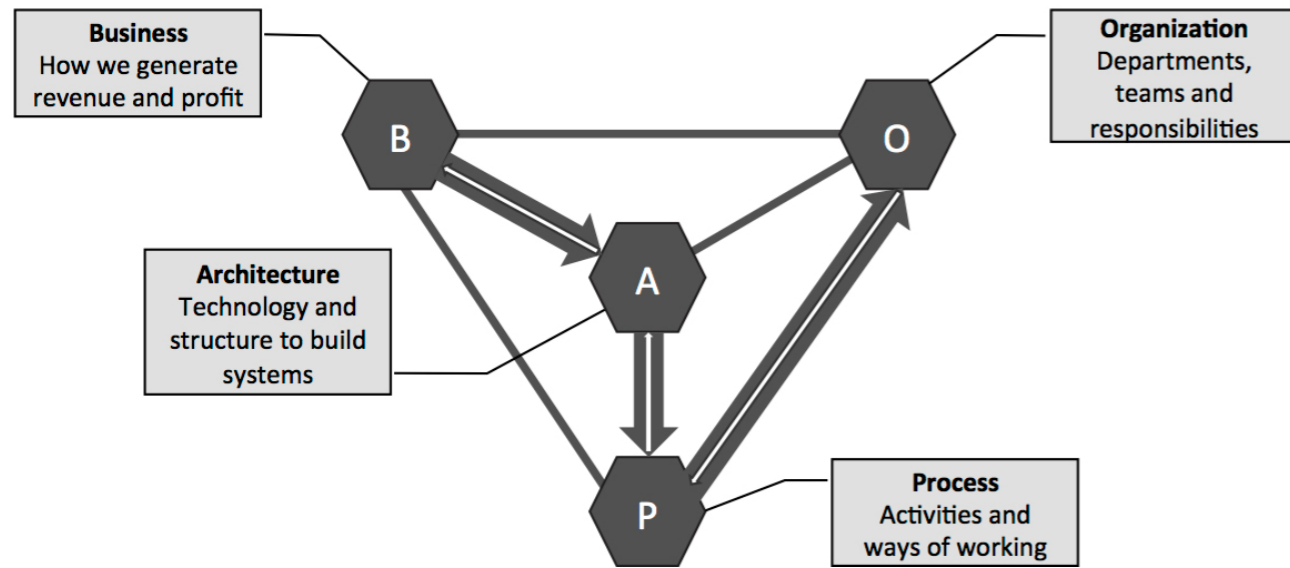 Business
How we generate
revenue and profit
Organization
Departments,
teams and
responsibilities
B
O
Architecture
Technology and
structure to build
systems
A
Process
Activities and
ways of working
P